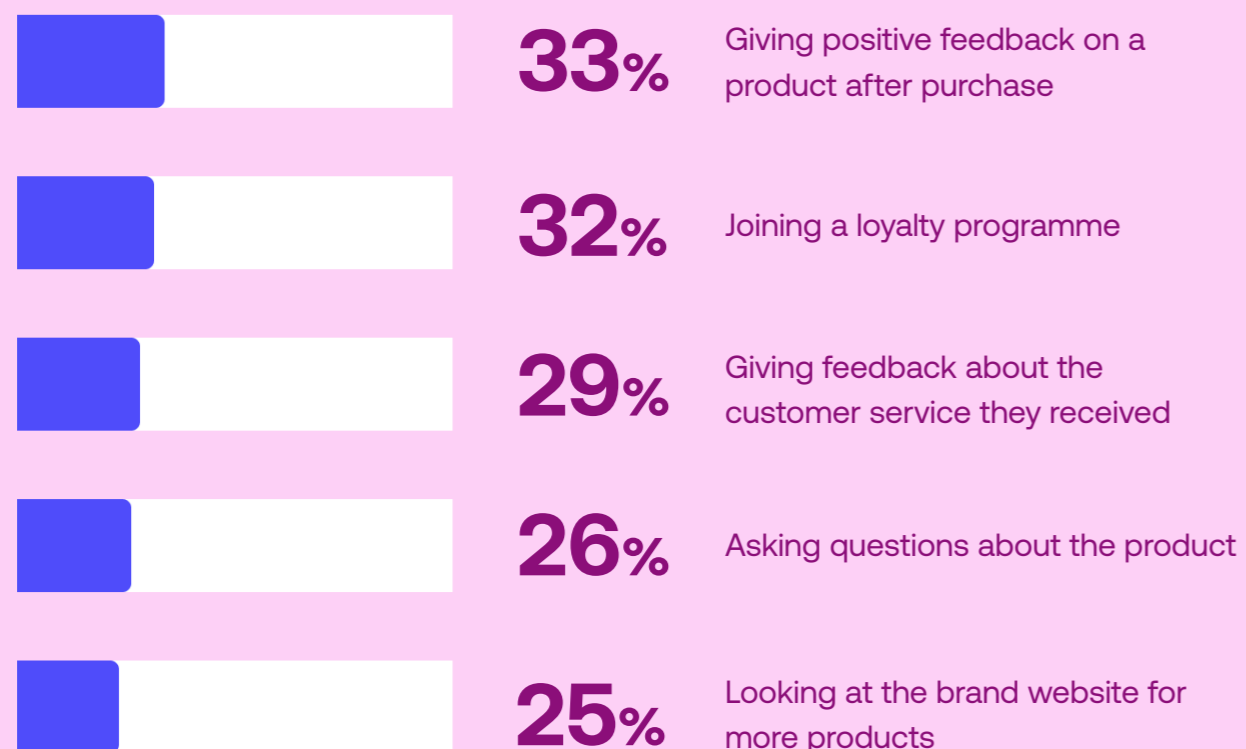 33%
Giving positive feedback on a
product after purchase
32%
Joining a loyalty programme
29%
Giving feedback about the
customer service they received
26%
Asking questions about the product
25%
Looking at the brand website for
more products